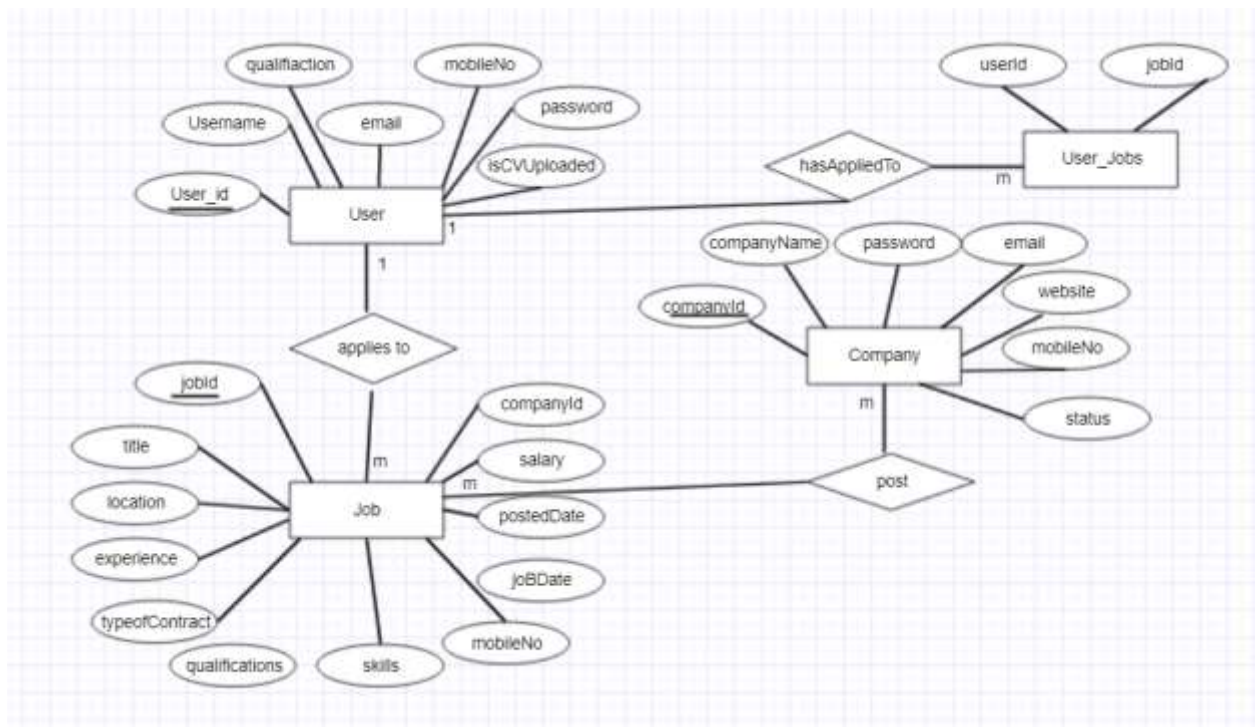 qualifiaction
mobileNo
userId
jobId
Username
email
password
User_Jobs
hasAppliedTo
isCVUploaded
m
User_id
User
1
companyName
password
email
1
companyId
website
applies to
Company
mobileNo
jobId
companyId
m
status
title
salary
m
m
post
location
Job
postedDate
experience
joBDate
typeofContract
mobileNo
qualifications
skills